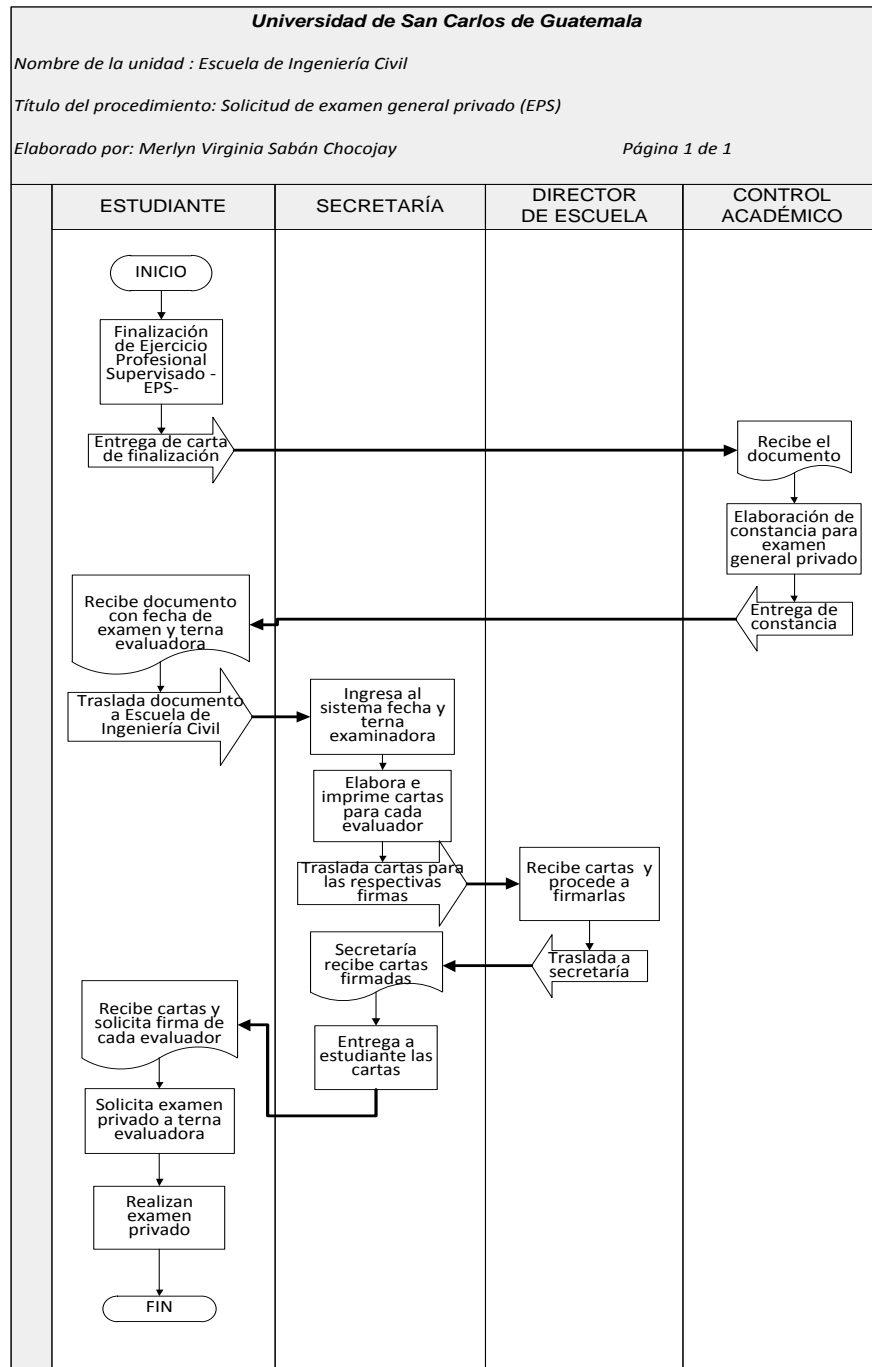 Universidad de San Carlos de Guatemala
Nombre de la unidad : Escuela de Ingeniería Civil
Título del procedimiento: Solicitud de examen general privado (EPS)
Elaborado por: Merlyn Virginia Sabán Chocojay Página 1 de 1
ESTUDIANTE
SECRETARÍA
DIRECTOR
DE ESCUELA
CONTROL
ACADÉMICO
INICIO
Finalización
de Ejercicio
Profesional
Supervisado -
EPS-
Entrega de carta
de finalización
Recibe el
documento
Elaboración de
constancia para
examen
general privado
Entrega de
constancia
Recibe documento
con fecha de
examen y terna
evaluadora
Traslada documento
a Escuela de
Ingeniería Civil
Ingresa al
sistema fecha y
terna
examinadora
Elabora e
imprime cartas
para cada
evaluador
Traslada cartas para
las respectivas
firmas
Recibe cartas y
procede a
firmarlas
Traslada a
secretaría
Secretaría
recibe cartas
firmadas
Entrega a
estudiante las
cartas
Recibe cartas y
solicita firma de
cada evaluador
Solicita examen
privado a terna
evaluadora
Realizan
examen
privado
FIN